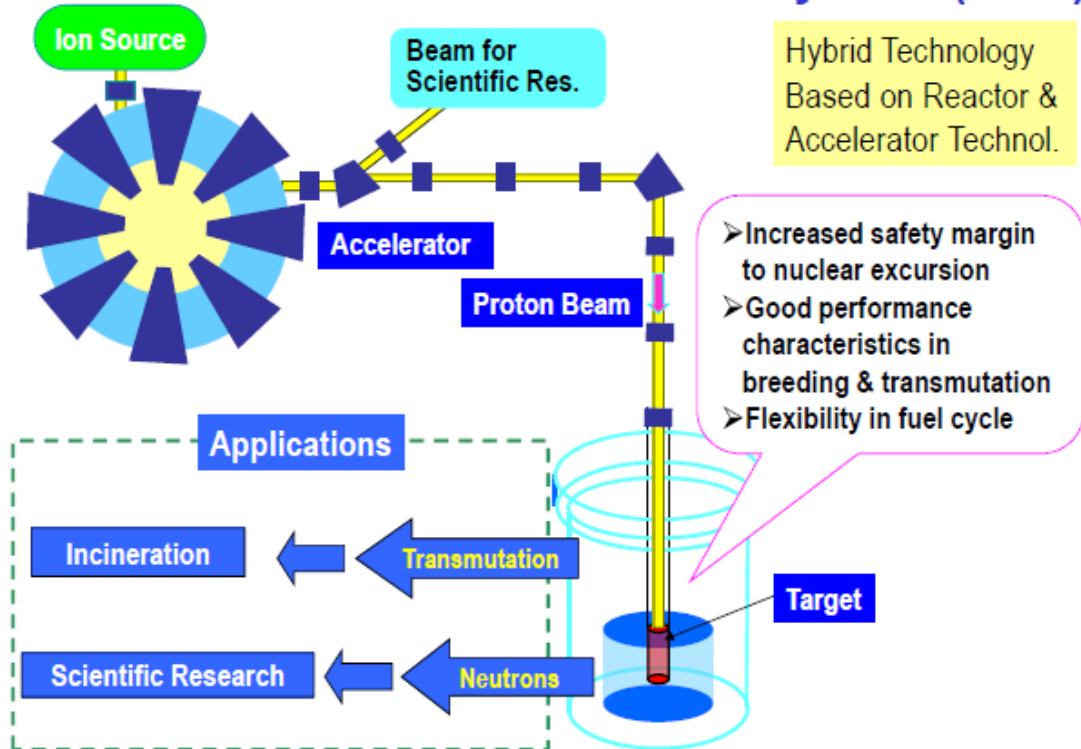 Ion Source
Beam for
Scientific Res.
Hybrid Technology
Based on Reactor &
Accelerator Technol.
Accelerator
Proton Beam
➢Increased safety margin
to nuclear excursion
➢Good performance
characteristics in
breeding & transmutation
➢Flexibility in fuel cycle
Applications
Incineration
Transmutation
Target
Scientific Research
Neutrons